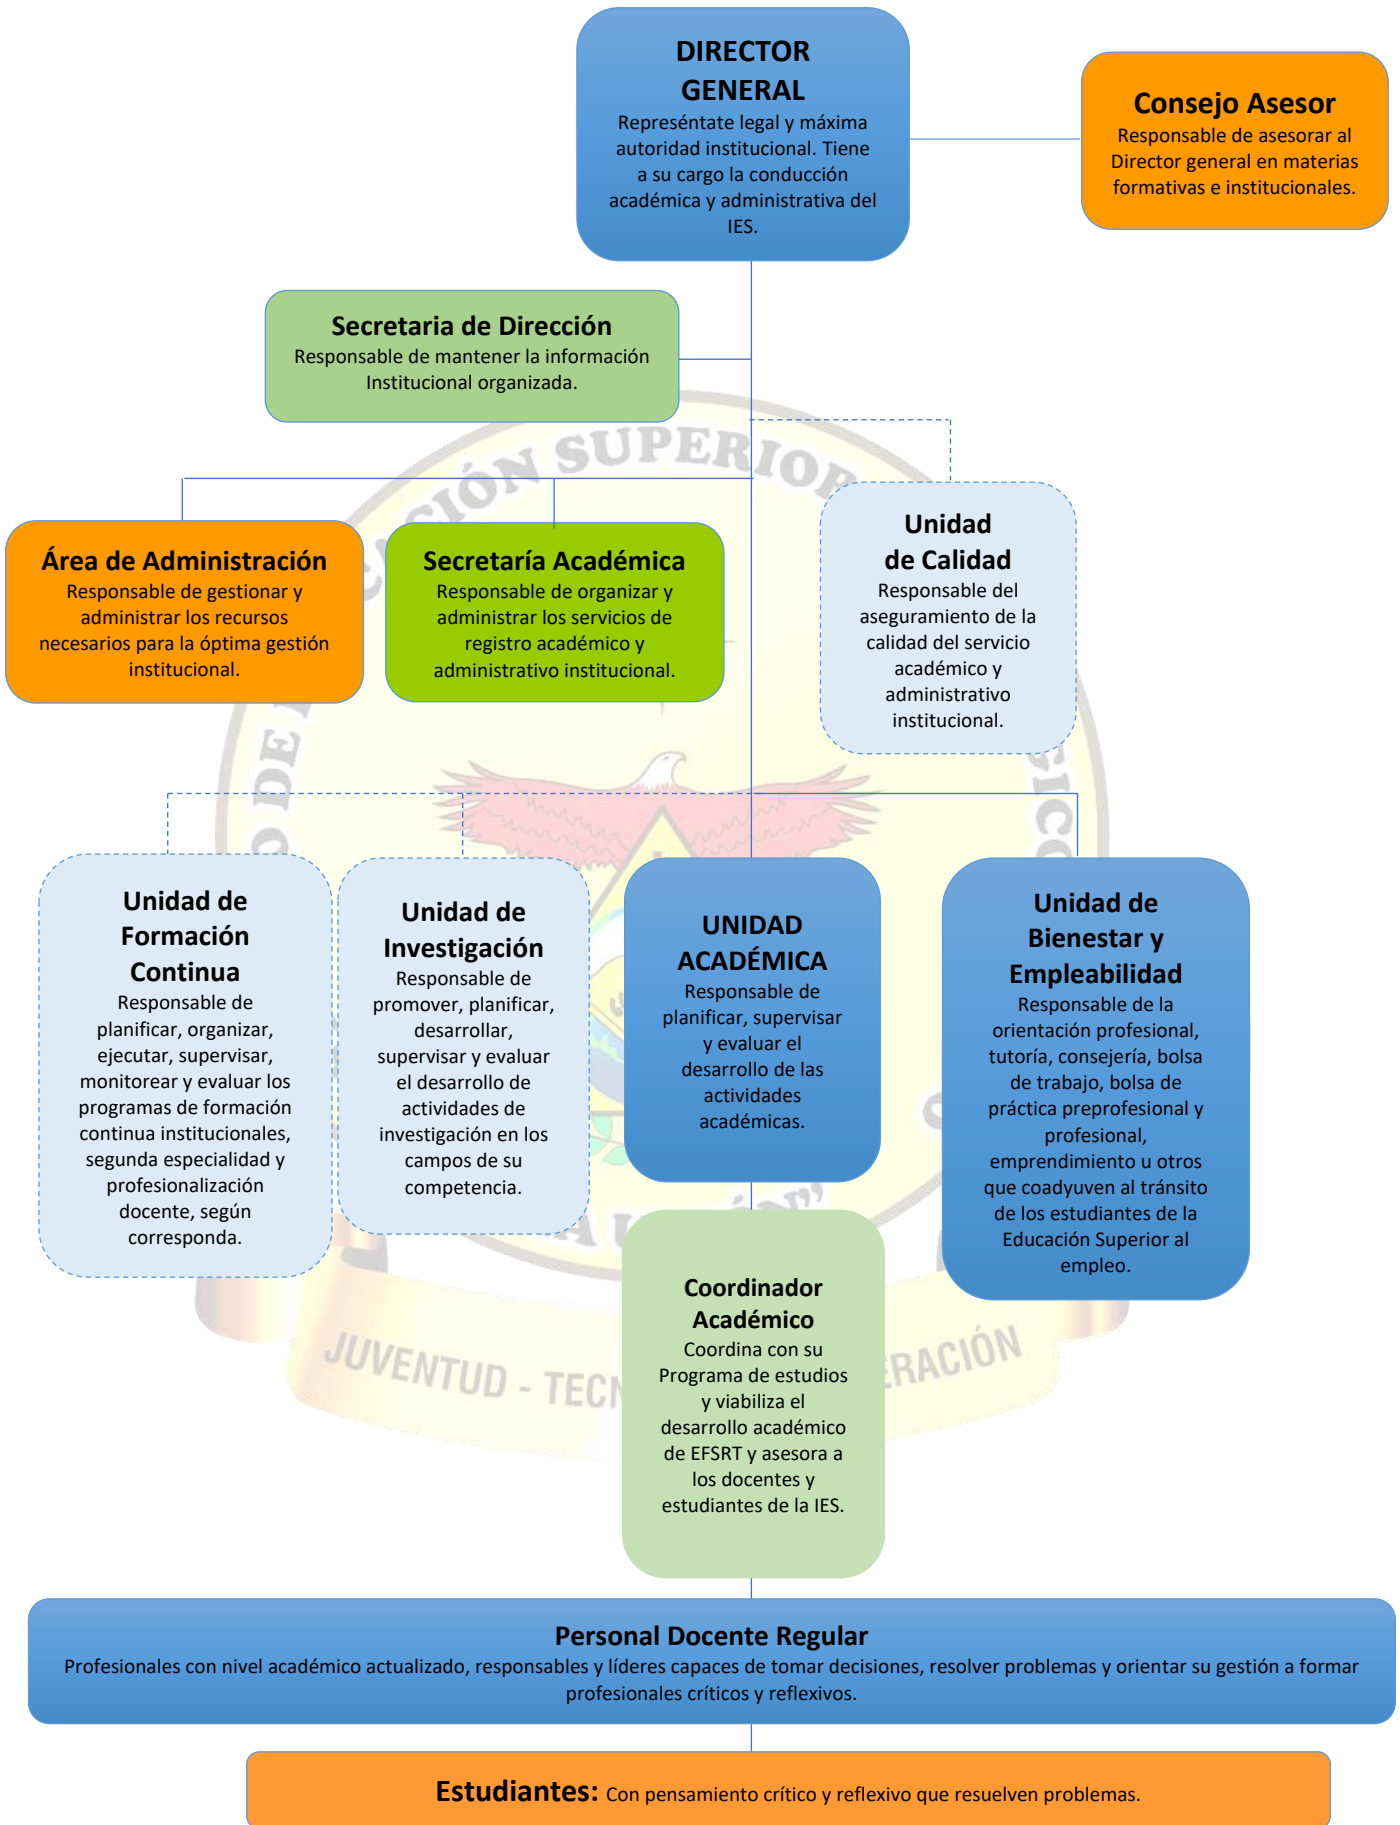 DIRECTOR
GENERAL
Represéntate legal y máxima
autoridad institucional. Tiene
a su cargo la conducción
académica y administrativa del
IES.
Consejo Asesor
Responsable de asesorar al
Director general en materias
formativas e institucionales.
Secretaria de Dirección
Responsable de mantener la información
Institucional organizada.
Área de Administración
Responsable de gestionar y
administrar los recursos
necesarios para la óptima gestión
institucional.
Secretaría Académica
Responsable de organizar y
administrar los servicios de
registro académico y
administrativo institucional.
Unidad
de Calidad
Responsable del
aseguramiento de la
calidad del servicio
académico y
administrativo
institucional.
Unidad de
Formación
Continua
Responsable de
planificar, organizar,
ejecutar, supervisar,
monitorear y evaluar los
programas de formación
continua institucionales,
segunda especialidad y
profesionalización
docente, según
corresponda.
Unidad de
Investigación
Responsable de
promover, planificar,
desarrollar,
supervisar y evaluar
el desarrollo de
actividades de
investigación en los
campos de su
competencia.
UNIDAD
ACADÉMICA
Responsable de
planificar, supervisar
y evaluar el
desarrollo de las
actividades
académicas.
Unidad de
Bienestar y
Empleabilidad
Responsable de la
orientación profesional,
tutoría, consejería, bolsa
de trabajo, bolsa de
práctica preprofesional y
profesional,
emprendimiento u otros
que coadyuven al tránsito
de los estudiantes de la
Educación Superior al
empleo.
Coordinador
Académico
Coordina con su
Programa de estudios
y viabiliza el
desarrollo académico
de EFSRT y asesora a
los docentes y
estudiantes de la IES.
Personal Docente Regular
Profesionales con nivel académico actualizado, responsables y líderes capaces de tomar decisiones, resolver problemas y orientar su gestión a formar
profesionales críticos y reflexivos.
Estudiantes: Con pensamiento crítico y reflexivo que resuelven problemas.
SUPERIOR
JUVENTUD -